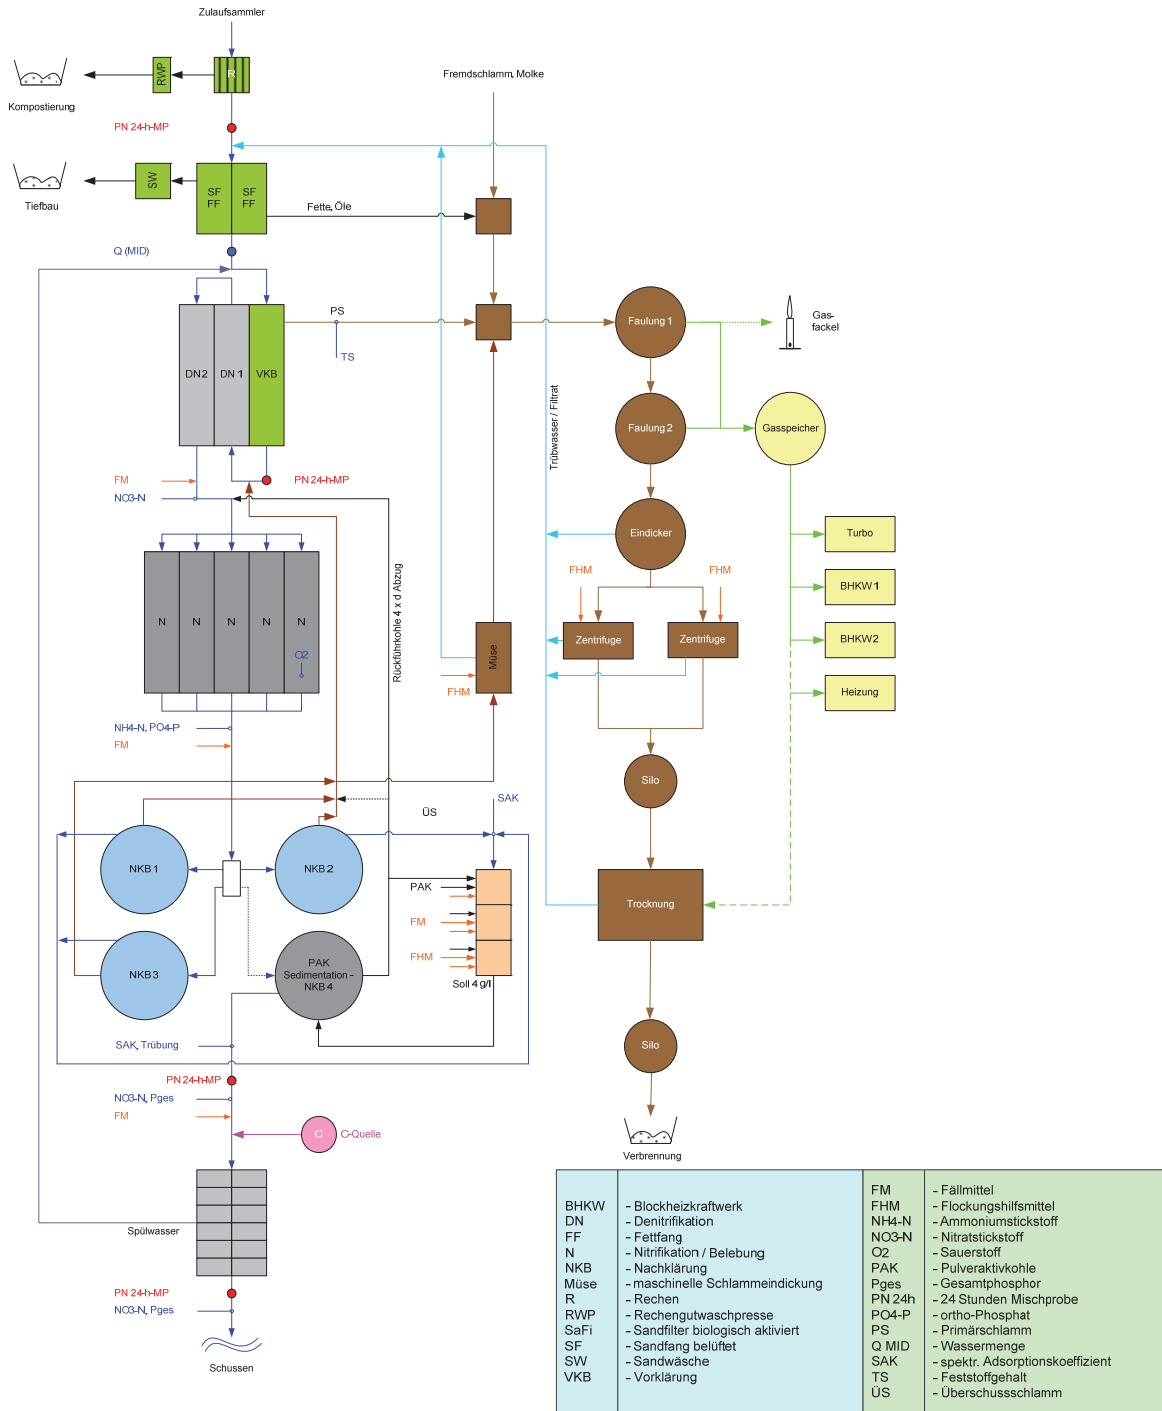 Zulaufsammler
R
RWP
Kompostierung
Fremdschlamm, Molke
PN 24-h-MP
SW
SF
FF
SF
FF
Tiefbau
Fette, Öle
Q (MID)
PS
TS
DN2
DN1
VKB
Faulung 1
Gas-
fackel
Faulung 2
Gasspeicher
Trübwasser / Filtrat
FM
NO3-N
PN 24-h-MP
Eindicker
Turbo
FHM
FHM
BHKW1
N
N
N
N
N
O2
Rückführkohle 4 x d Abzug
Müse
Zentrifuge
Zentrifuge
BHKW2
FHM
Heizung
NH4-N, PO4-P
FM
Silo
SAK
ÜS
NKB1
NKB2
PAK
Trocknung
FM
NKB3
PAK
Sedimentation -
NKB4
FHM
Soll 4 g/l
SAK, Trübung
Silo
PN 24-h-MP
NO3-N, Pges
FM
C
C-Quelle
Verbrennung
Spülwasser
PN 24-h-MP
NO3-N, Pges
Schussen
BHKW - Blockheizkraftwerk
DN - Denitrifikation
FF - Fettfang
N - Nitrifikation / Belebung
NKB - Nachklärung
Müse - maschinelle Schlammeindickung
R - Rechen
RWP - Rechengutwaschpresse
SaFi - Sandfilter biologisch aktiviert
SF - Sandfang belüftet
SW - Sandwäsche
VKB - Vorklärung
FM - Fällmittel
FHM - Flockungshilfsmittel
NH4-N - Ammoniumstickstoff
NO3-N - Nitratstickstoff
O2 - Sauerstoff
PAK - Pulveraktivkohle
Pges - Gesamtphosphor
PN 24h - 24 Stunden Mischprobe
PO4-P - ortho-Phosphat
PS - Primärschlamm
Q MID - Wassermenge
SAK - spektr. Adsorptionskoeffizient
TS - Feststoffgehalt
ÜS - Überschussschlamm